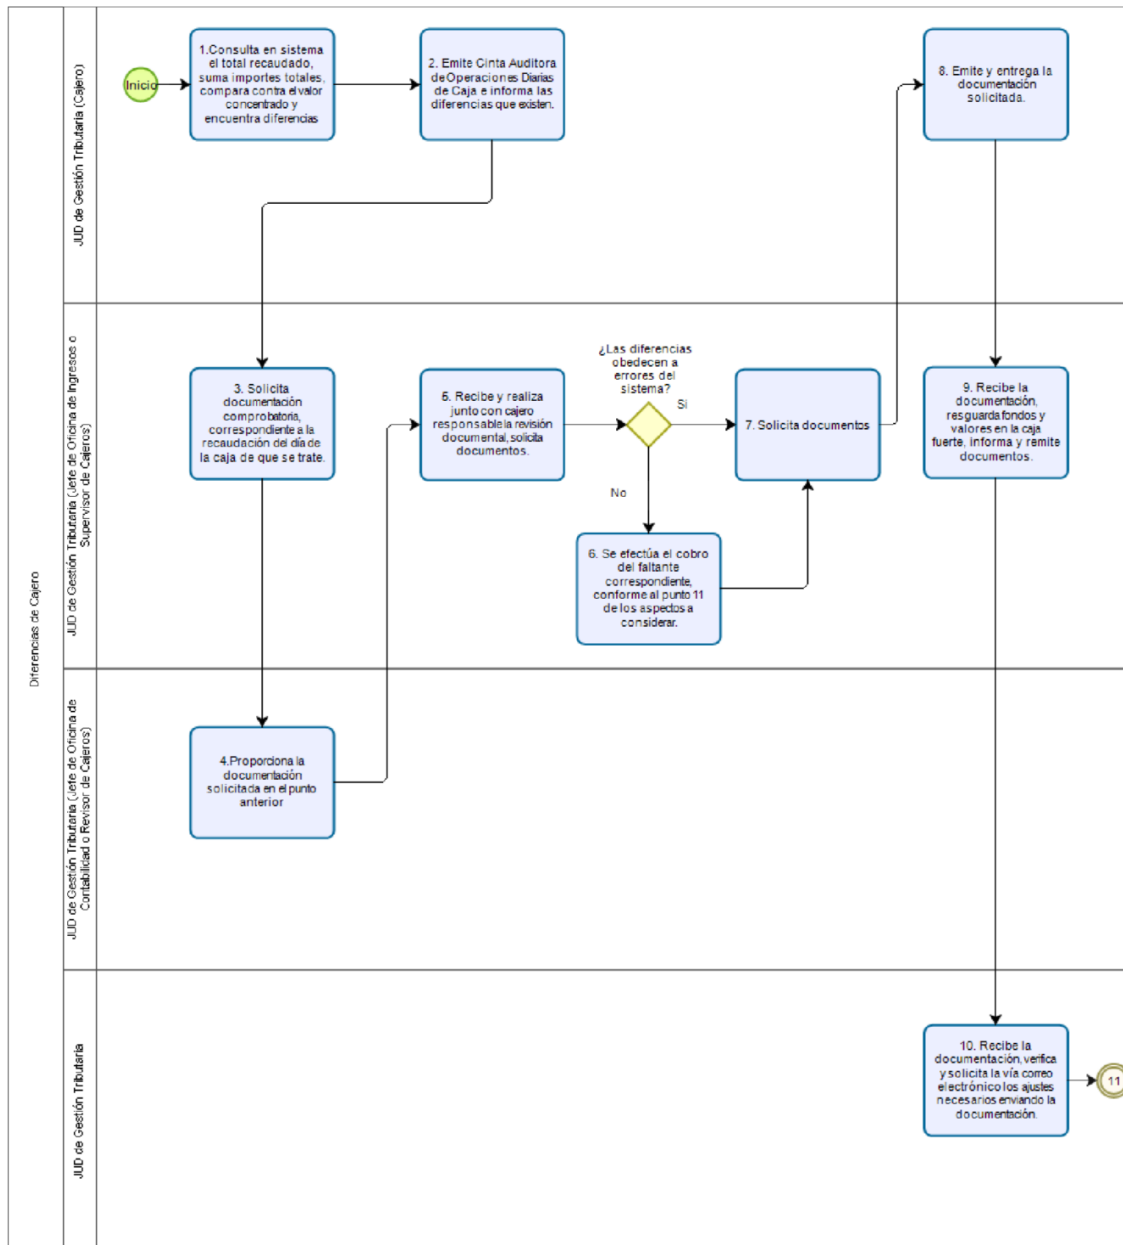 Diferencias de Cajero
JUD de Gestión Tributaria (Cajero)
Inicio
1.Consulta en sistema
el total recaudado,
suma importes totales,
compara contra el valor
concentrado y
encuentra diferencias
2. Emite Cinta Auditora
de Operaciones Diarias
de Caja e informa las
diferencias que existen.
8. Emite y entrega la
documentación
solicitada.
JUD de Gestión Tributaria (Jefe de Oficina de Ingresos o
Supervisor de Cajeros)
3. Solicita
documentación
comprobatoria,
correspondiente a la
recaudación del día de
la caja de que se trate.
5. Recibe y realiza
junto con cajero
responsable la revisión
documental, solicita
documentos.
¿Las diferencias
obedecen a
errores del
sistema?
Si
No
6. Se efectúa el cobro
del faltante
correspondiente,
conforme al punto 11
de los aspectos a
considerar.
7. Solicita documentos
9. Recibe la
documentación,
resguarda fondos y
valores en la caja
fuerte, informa y remite
documentos.
JUD de Gestión Tributaria (Jefe de Oficina de
Contabilidad o Revisor de Cajeros)
4.Proporciona la
documentación
solicitada en el punto
anterior
JUD de Gestión Tributaria
10. Recibe la
documentación, verifica
y solicita la vía correo
electrónico los ajustes
necesarios enviando la
documentación.
11